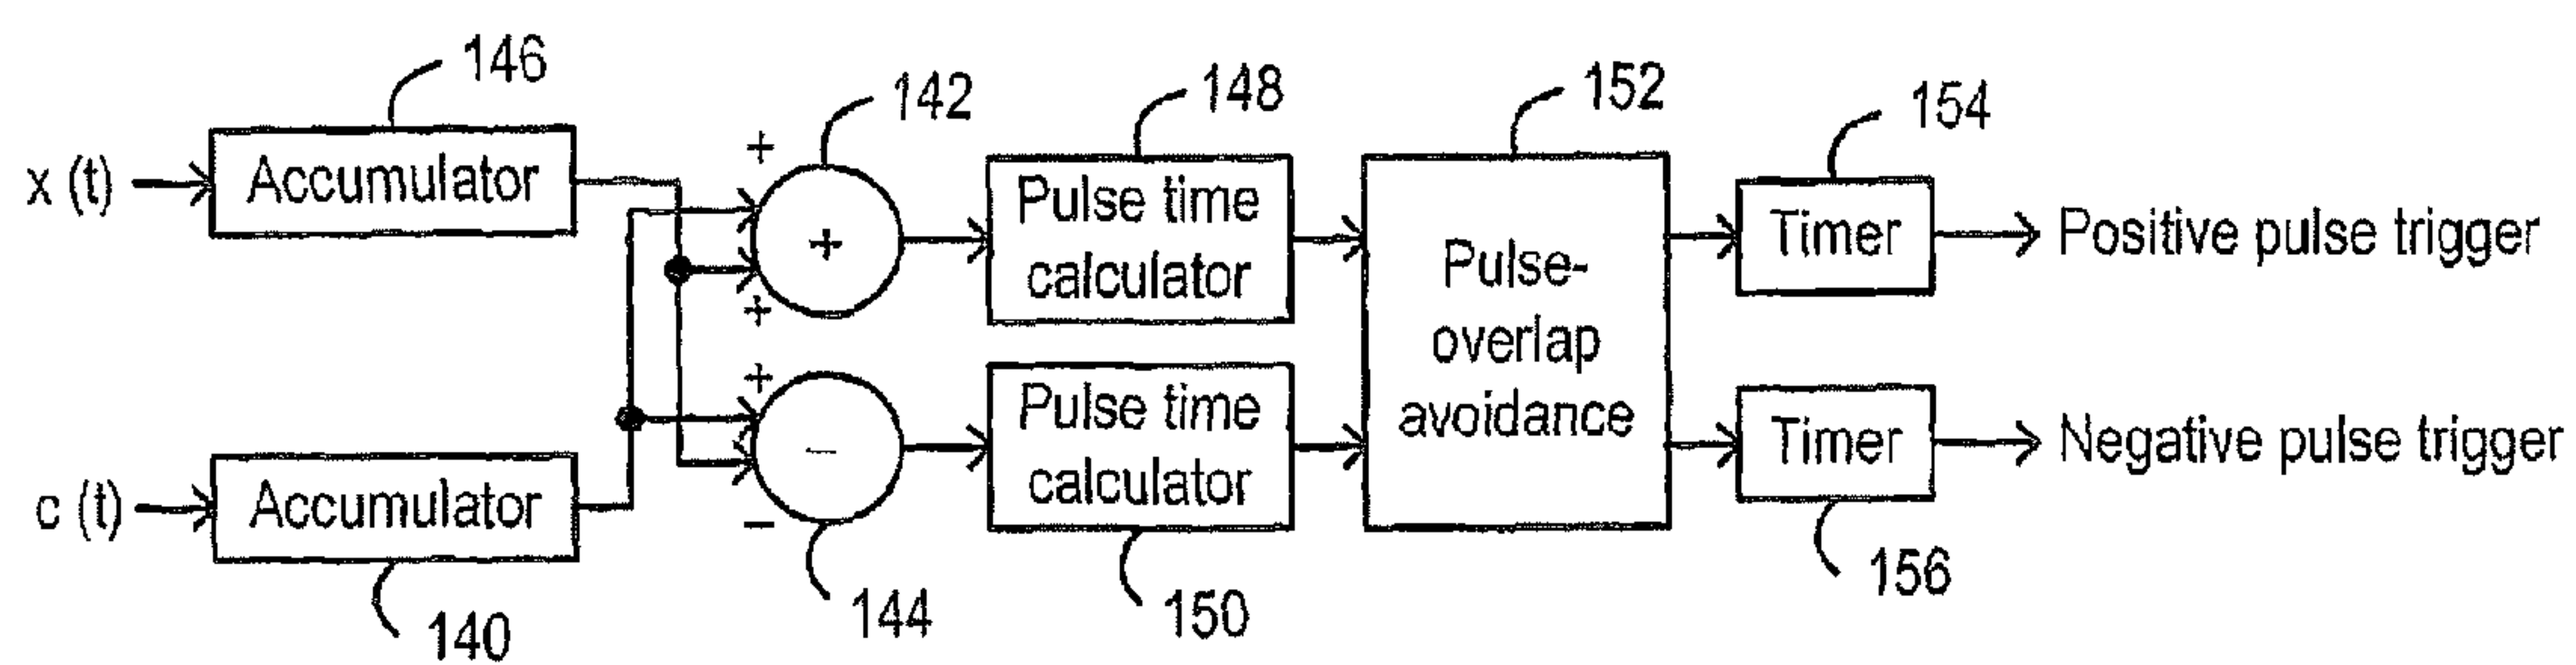 146
142
148
152
154
x (t)
Accumulator
+
+
+
Pulse time
calculator
Pulse-
overlap
avoidance
Timer
Positive pulse trigger
c (t)
Accumulator
+
−
−
Pulse time
calculator
Timer
Negative pulse trigger
140
144
150
156